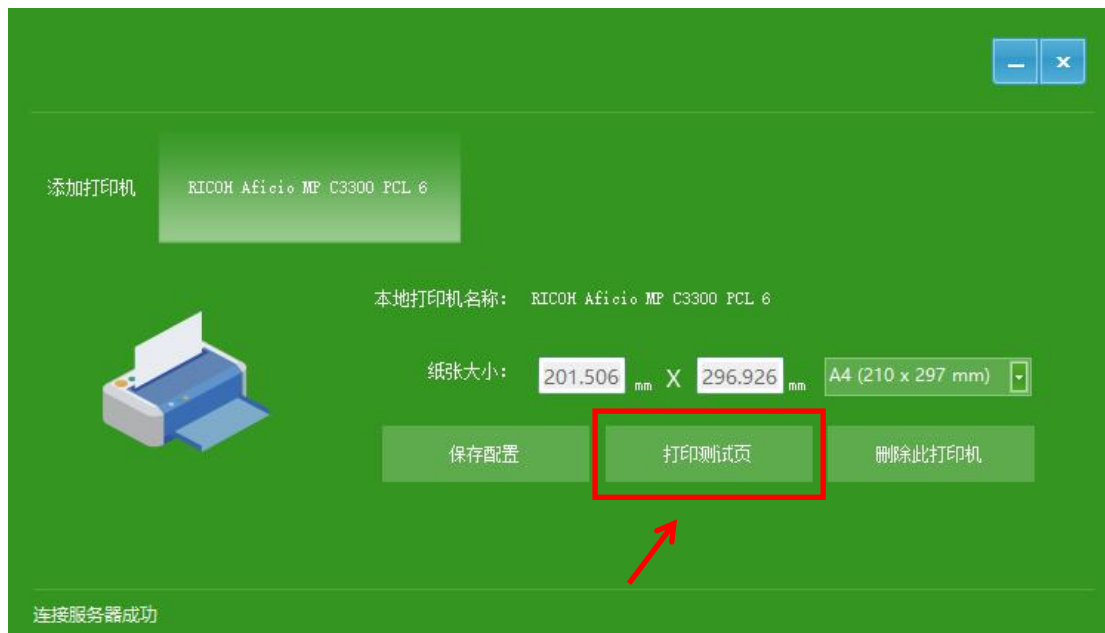 添加打印机
RICOH Aficio MP C3300 PCL 6
本地打印机名称： RICOH Aficio MP C3300 PCL 6
纸张大小： 201.506 mm X 296.926 mm A4 (210 x 297 mm)
保存配置 打印测试页 删除此打印机
连接服务器成功